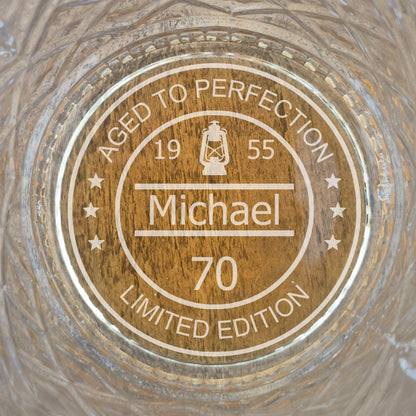 AGED TO PERFECTION
19 55
Michael
70
LIMITED EDITION